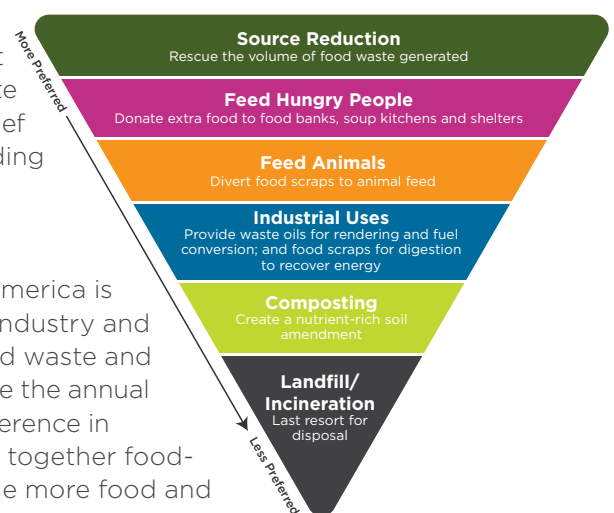 More Preferred
Source Reduction
Rescue the volume of food waste generated
Feed Hungry People
Donate extra food to food banks, soup kitchens and shelters
Feed Animals
Divert food scraps to animal feed
Industrial Uses
Provide waste oils for rendering and fuel
conversion; and food scraps for digestion
to recover energy
Composting
Create a nutrient-rich soil
amendment
Landfill/
Incineration
Last resort for
disposal
Less Preferred
t
te
ef
ding
merica is
ndustry and
d waste and
e the annual
erence in
together food-
e more food and